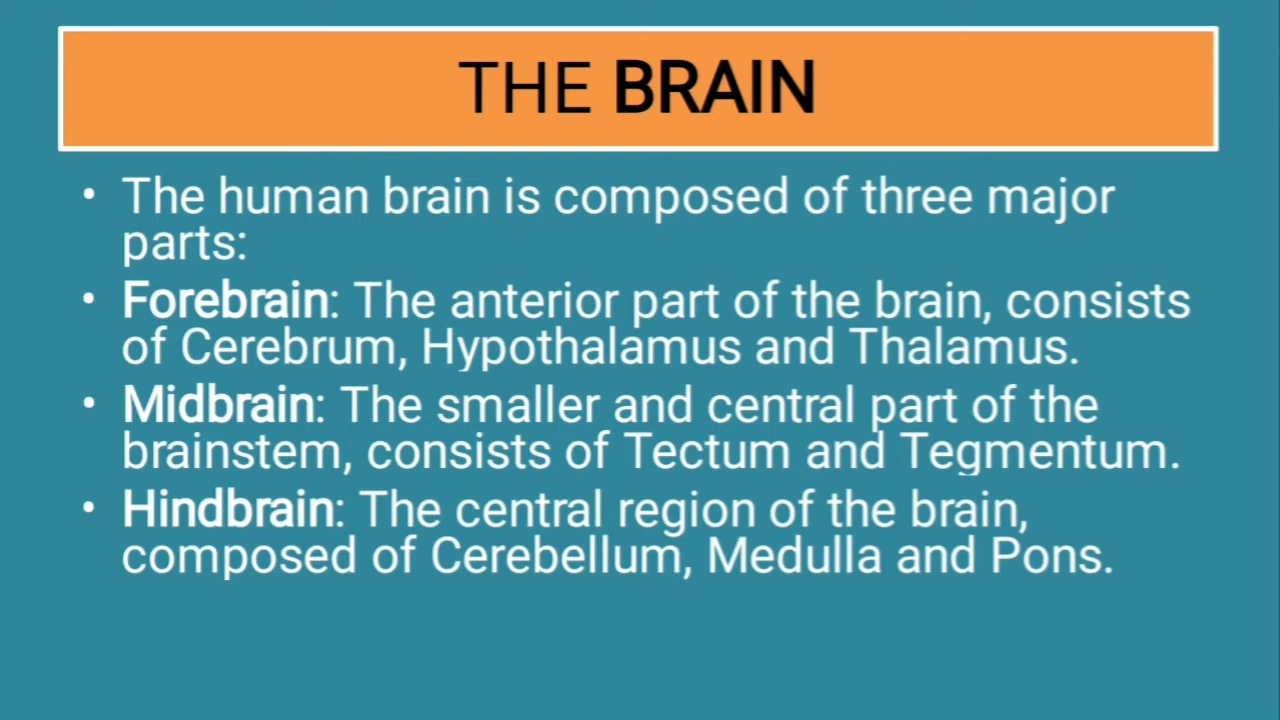 THE BRAIN
• The human brain is composed of three major
parts:
• Forebrain: The anterior part of the brain, consists
of Cerebrum, Hypothalamus and Thalamus.
• Midbrain: The smaller and central part of the
brainstem, consists of Tectum and Tegmentum.
• Hindbrain: The central region of the brain,
composed of Cerebellum, Medulla and Pons.